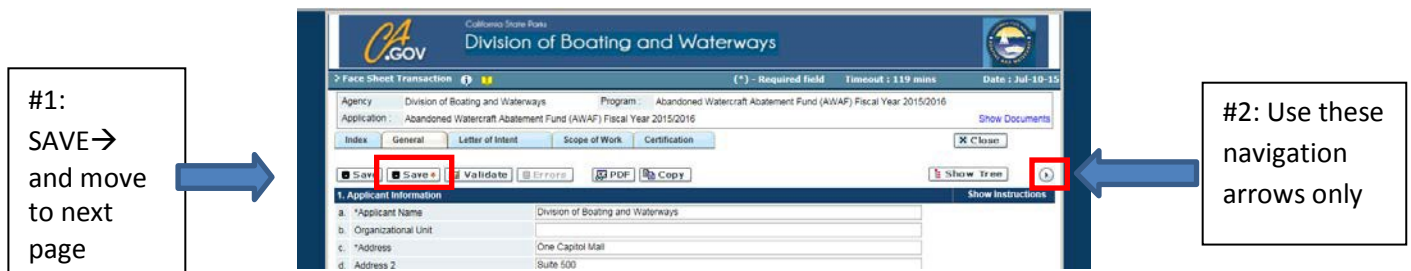 #1:
SAVE→
and move
to next
page
CA
.GOV
California State Parks
Division of Boating and Waterways
> Face Sheet Transaction
(*) - Required field Timeout : 119 mins Date : Jul-10-15
Agency Division of Boating and Waterways Program : Abandoned Watercraft Abatement Fund (AWAF) Fiscal Year 2015/2016
Application : Abandoned Watercraft Abatement Fund (AWAF) Fiscal Year 2015/2016 Show Documents
Index General Letter of Intent Scope of Work Certification X Close
Save Save Validate Errors PDF Copy Show Tree
1. Applicant Information Show Instructions
a. *Applicant Name Division of Boating and Waterways
b. Organizational Unit
c. *Address One Capitol Mall
d. Address 2 Suite 500
#2: Use these
navigation
arrows only